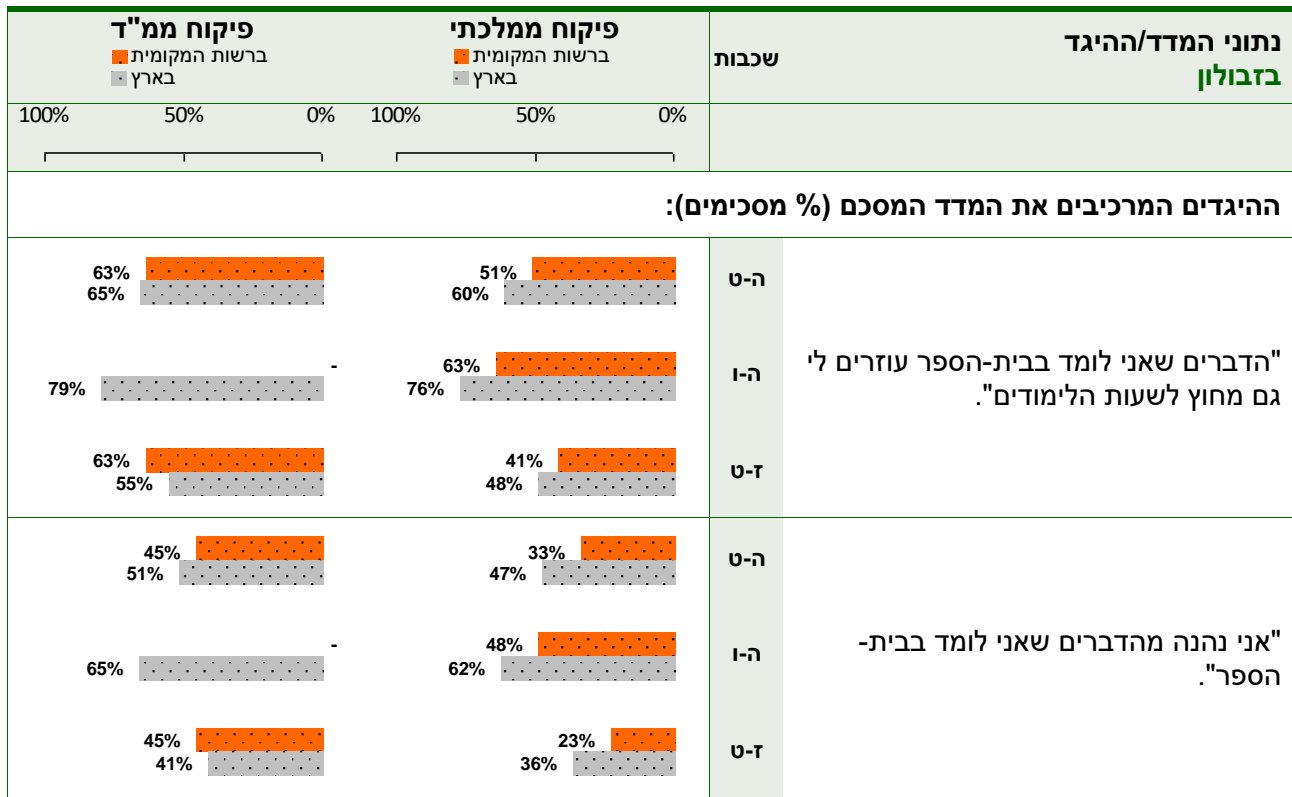 נתוני המדד/ההיגד
בזבולון
שכבות
פיקוח ממלכתי
ברשות המקומית
בארץ
פיקוח ממ"ד
ברשות המקומית
בארץ
0% 50% 100%
0% 50% 100%
ההיגדים המרכיבים את המדד המסכם (% מסכימים):
"הדברים שאני לומד בבית-הספר עוזרים לי
גם מחוץ לשעות הלימודים".
ה-ט
51%
60%
63%
65%
ה-ו
63%
76%
-
79%
ז-ט
41%
48%
63%
55%
"אני נהנה מהדברים שאני לומד בבית-
הספר".
ה-ט
33%
47%
45%
51%
ה-ו
48%
62%
-
65%
ז-ט
23%
36%
45%
41%